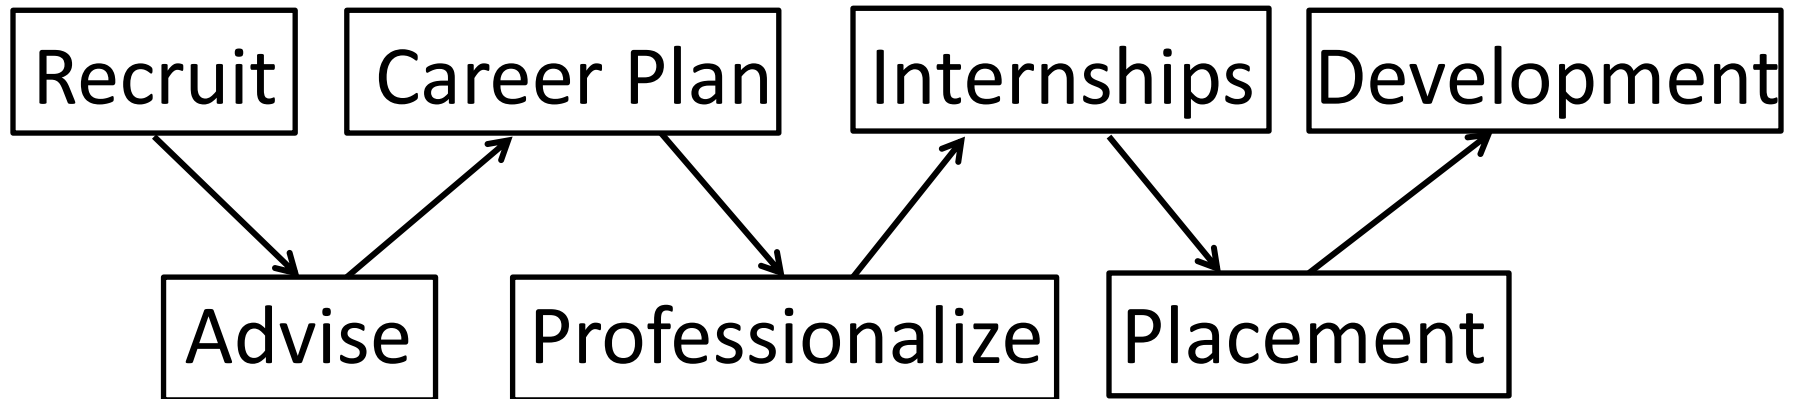 Recruit
Career Plan
Internships
Development
Advise
Professionalize
Placement